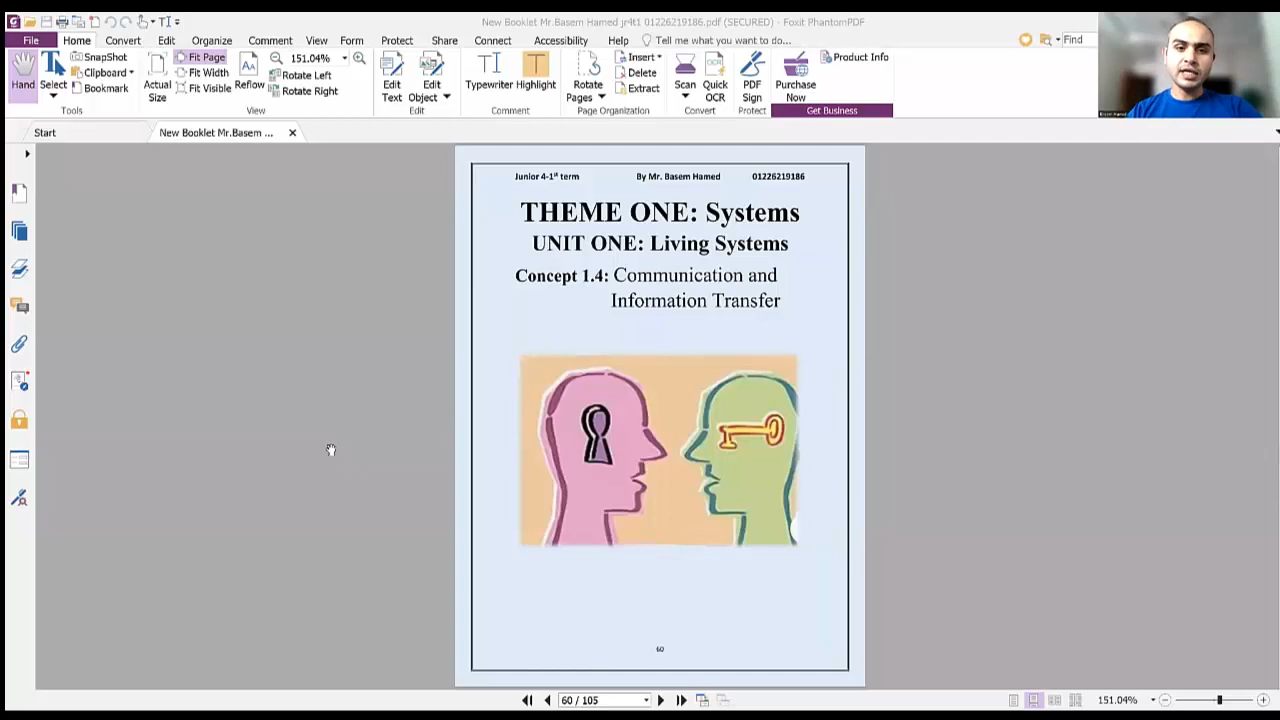 New Booklet Mr.Basem Hamed jr4t1 01226219186.pdf (SECURED) - Foxit PhantomPDF
File Home Convert Edit Organize Comment View Form Protect Share Connect Accessibility Help Tell me what you want to do... Find
Hand
Select
SnapShot
Clipboard
Bookmark
Tools
Actual Size
Fit Page
Fit Width
Fit Visible
Reflow
151.04%
Rotate Left
Rotate Right
View
Edit Text
Edit Object
Edit
Typewriter
Highlight
Comment
Rotate Pages
Insert
Delete
Extract
Page Organization
Scan
Quick OCR
Convert
PDF Sign
Protect
Purchase Now
Product Info
Get Business
Start
New Booklet Mr.Basem ...
Junior 4-1st term By Mr. Basem Hamed 01226219186
THEME ONE: Systems
UNIT ONE: Living Systems
Concept 1.4: Communication and
Information Transfer
60
60 / 105
151.04%